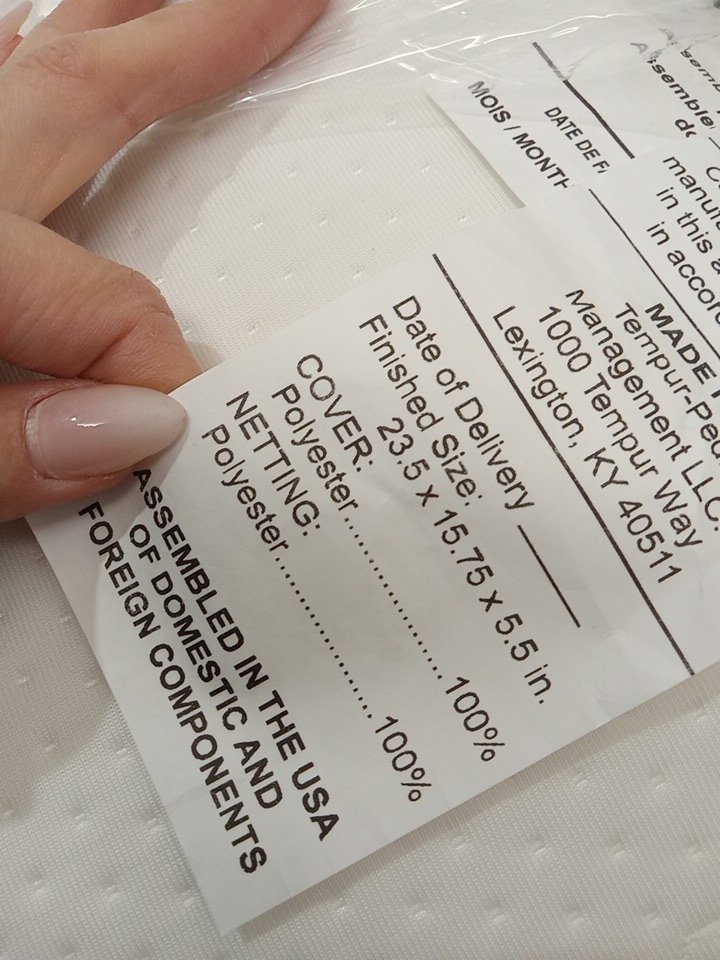 MADE
Tempur-Ped
Management LLC.
1000 Tempur Way
Lexington, KY 40511
Date of Delivery
Finished Size:
23.5 x 15.75 x 5.5 in.
COVER:
Polyester....................100%
NETTING:
Polyester....................100%
ASSEMBLED IN THE USA
OF DOMESTIC AND
FOREIGN COMPONENTS
in this
in accor
DATE DE F
MOIS / MONTH